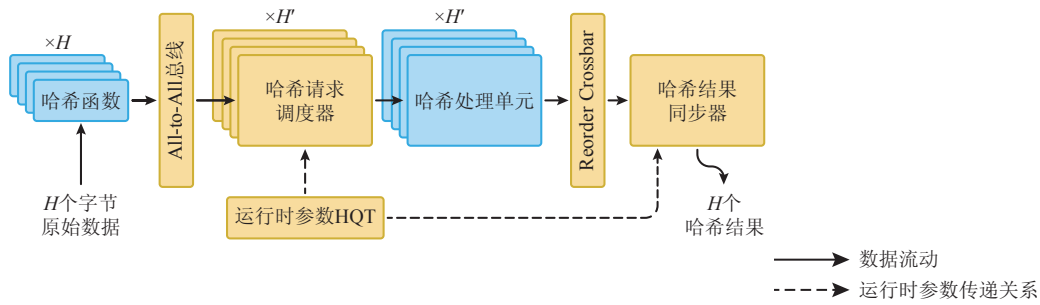 ×H
×H′
×H′
哈希函数
All-to-All总线
哈希请求
调度器
哈希处理单元
Reorder Crossbar
哈希结果
同步器
H个字节
原始数据
运行时参数HQT
H个
哈希结果
数据流动
运行时参数传递关系